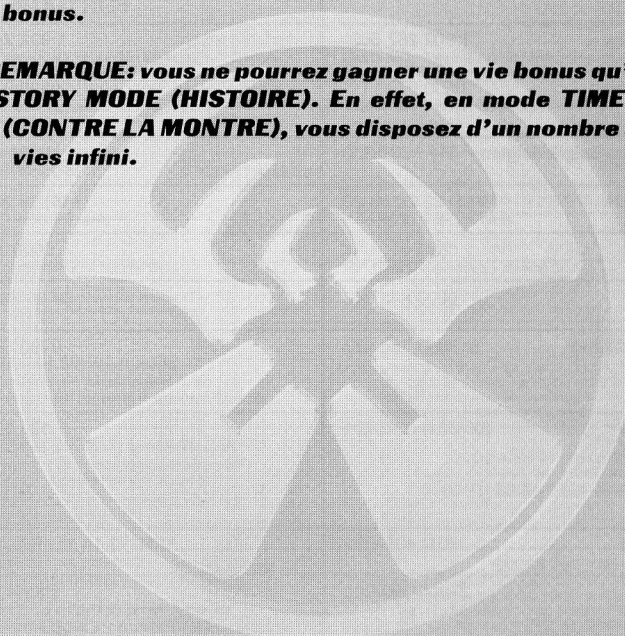 bonus.
EMARQUE: vous ne pourrez gagner une vie bonus qu'
STORY MODE (HISTOIRE). En effet, en mode TIME
(CONTRE LA MONTRE), vous disposez d'un nombre
vies infini.